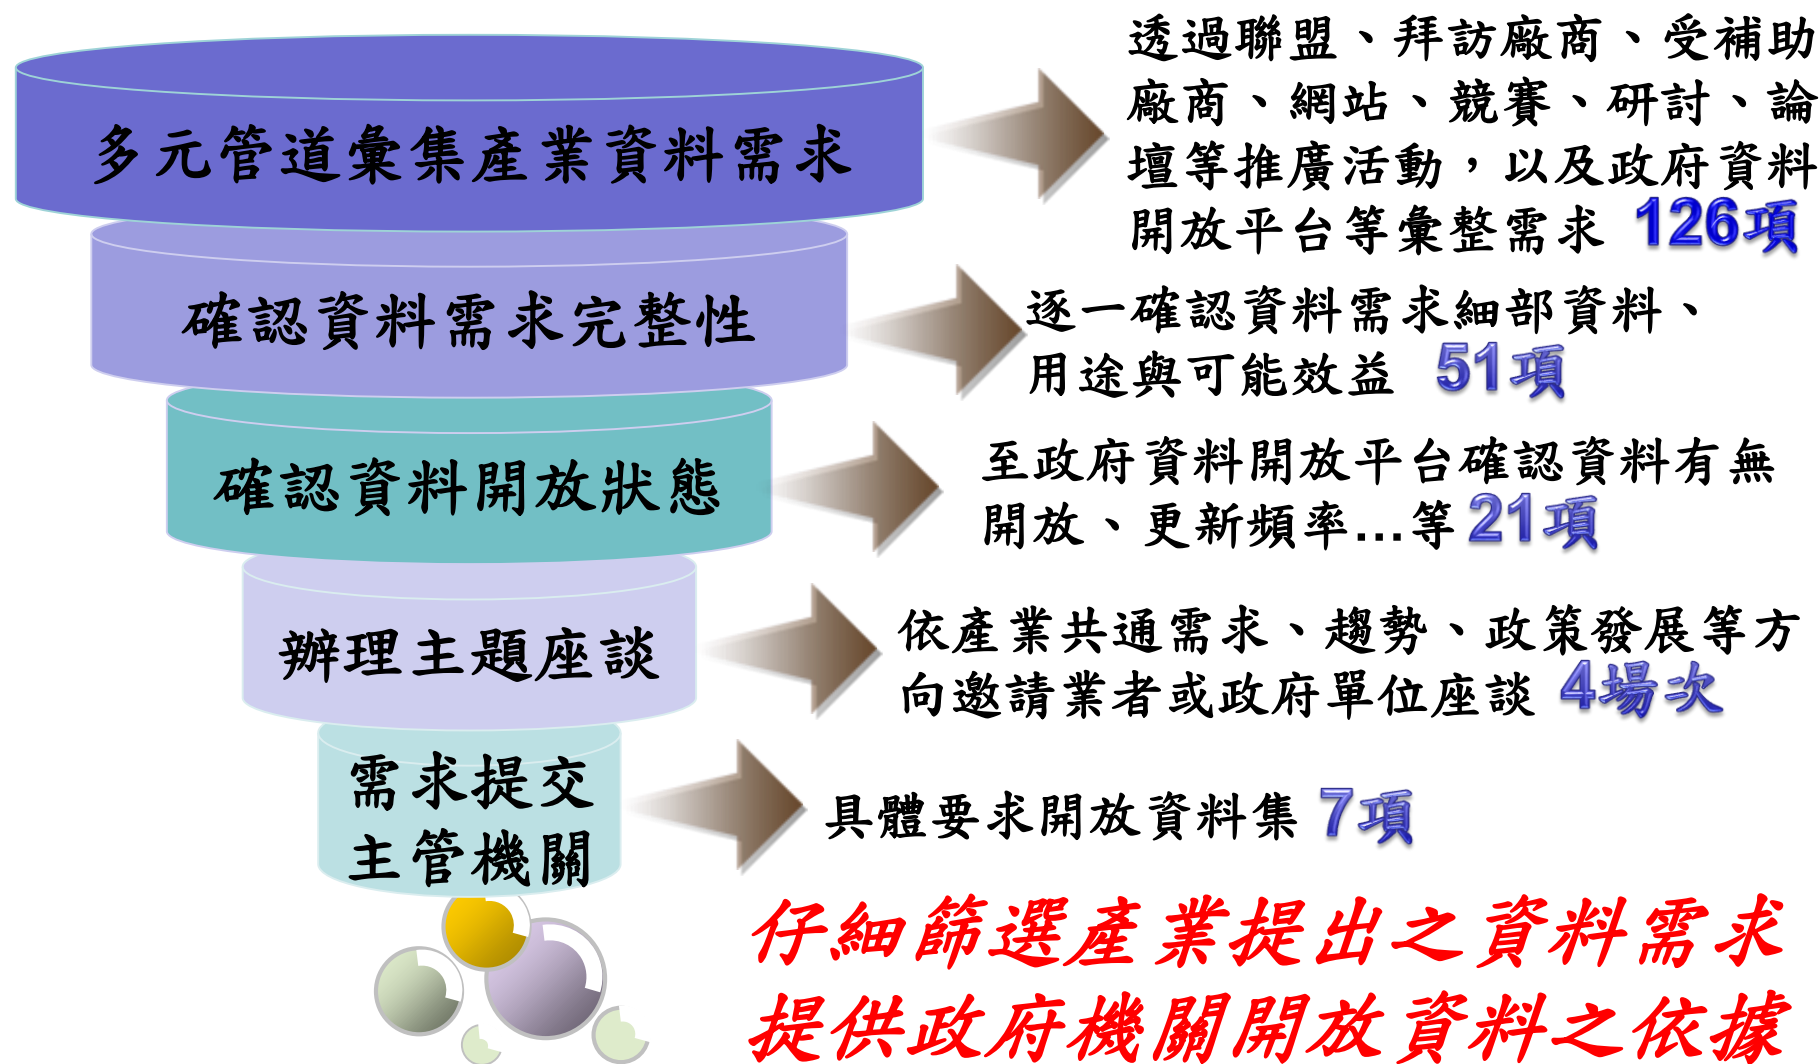 多元管道彙集產業資料需求
透過聯盟、拜訪廠商、受補助
廠商、網站、競賽、研討、論
壇等推廣活動，以及政府資料
開放平台等彙整需求 126項
確認資料需求完整性
逐一確認資料需求細部資料、
用途與可能效益 51項
確認資料開放狀態
至政府資料開放平台確認資料有無
開放、更新頻率...等 21項
辦理主題座談
依產業共通需求、趨勢、政策發展等方
向邀請業者或政府單位座談 4場次
需求提交
主管機關
具體要求開放資料集 7項
仔細篩選產業提出之資料需求
提供政府機關開放資料之依據